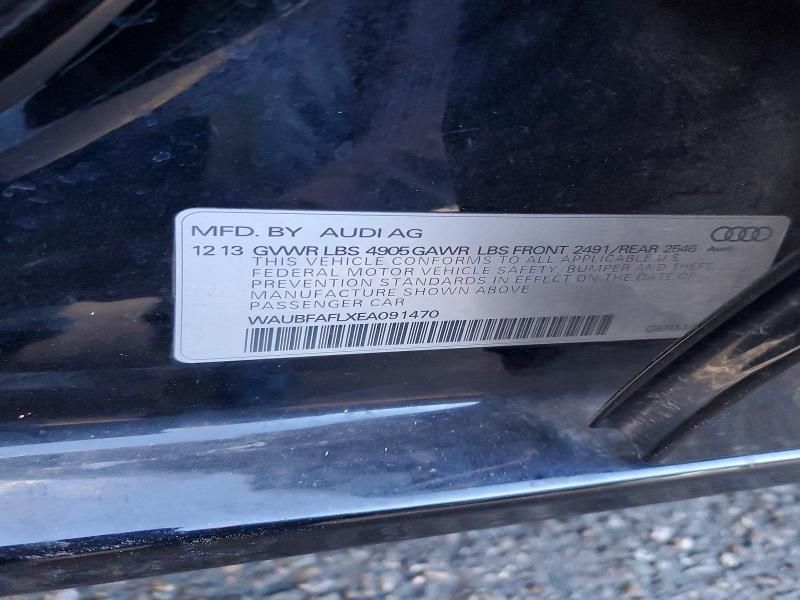 MFD. BY AUDI AG
12 13 GVWR LBS 4905 GAWR LBS FRONT 2491/REAR 2546
Audi
THIS VEHICLE CONFORMS TO ALL APPLICABLE U.S.
FEDERAL MOTOR VEHICLE SAFETY, BUMPER AND THEFT
PREVENTION STANDARDS IN EFFECT ON THE DATE OF
MANUFACTURE SHOWN ABOVE
PASSENGER CAR
WAUBFAFLXEA091470
GERM